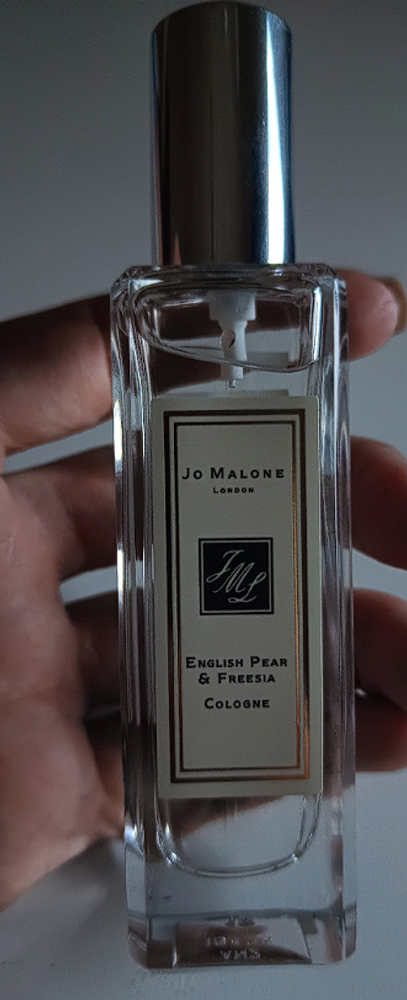 Jo Malone
London
JML
English Pear
& Freesia
Cologne